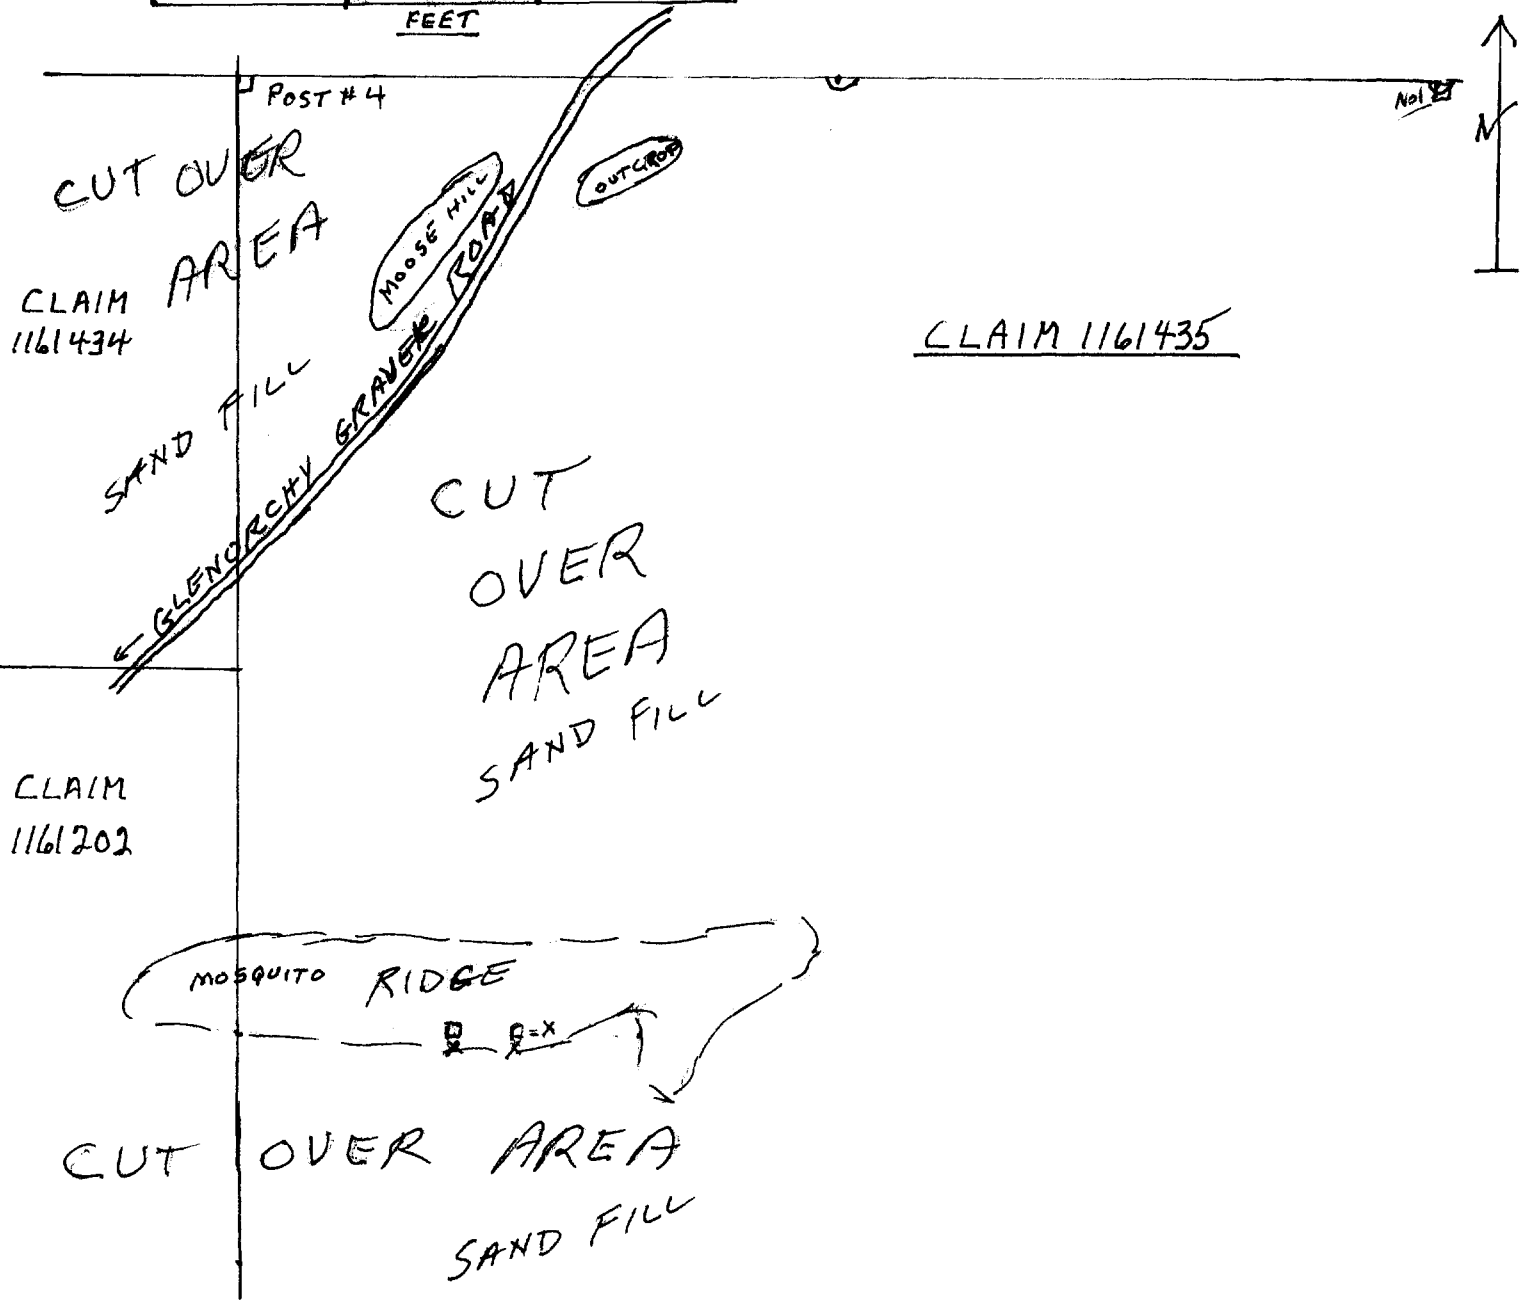 FEET
POST # 4
No1
N
CUT OVER
AREA
MOOSE HILL
OUTCROP
CLAIM
1161434
CLAIM 1161435
SAND FILL
GLENORCHY GRAVEL ROAD
CUT
OVER
AREA
SAND FILL
CLAIM
1161202
MOSQUITO RIDGE
=X
CUT OVER AREA
SAND FILL